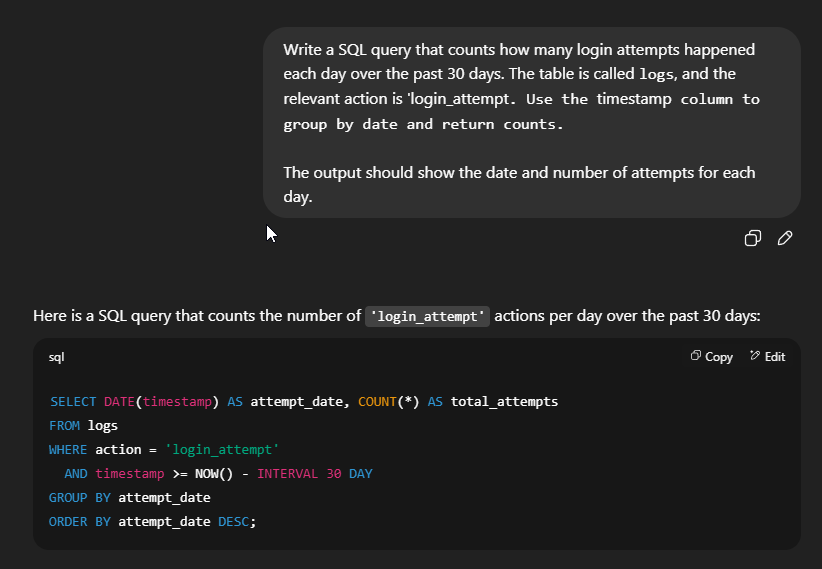 Write a SQL query that counts how many login attempts happened
each day over the past 30 days. The table is called logs, and the
relevant action is 'login_attempt. Use the timestamp column to
group by date and return counts.
The output should show the date and number of attempts for each
day.
Here is a SQL query that counts the number of 'login_attempt' actions per day over the past 30 days:
sql
Copy Edit
SELECT DATE(timestamp) AS attempt_date, COUNT(*) AS total_attempts
FROM logs
WHERE action = 'login_attempt'
AND timestamp >= NOW() - INTERVAL 30 DAY
GROUP BY attempt_date
ORDER BY attempt_date DESC;